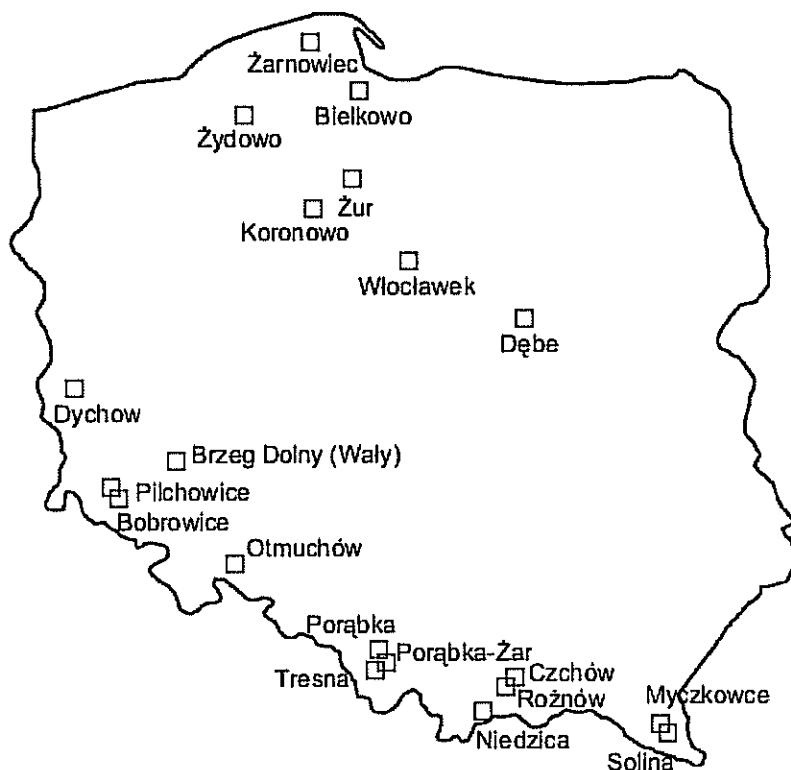 Żarnowiec
Bielkowo
Żydowo
Żur
Koronowo
Włocławek
Dębe
Dychow
Brzeg Dolny (Wały)
Pilchowice
Bobrowice
Otmuchów
Porąbka
Porąbka-Żar
Tresna
Czchów
Rożnów
Myczkowce
Niedzica
Solina